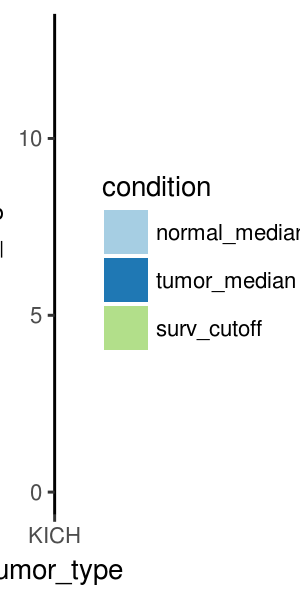 10
condition
normal_median
tumor_median
5
surv_cutoff
0
KICH
umor_type